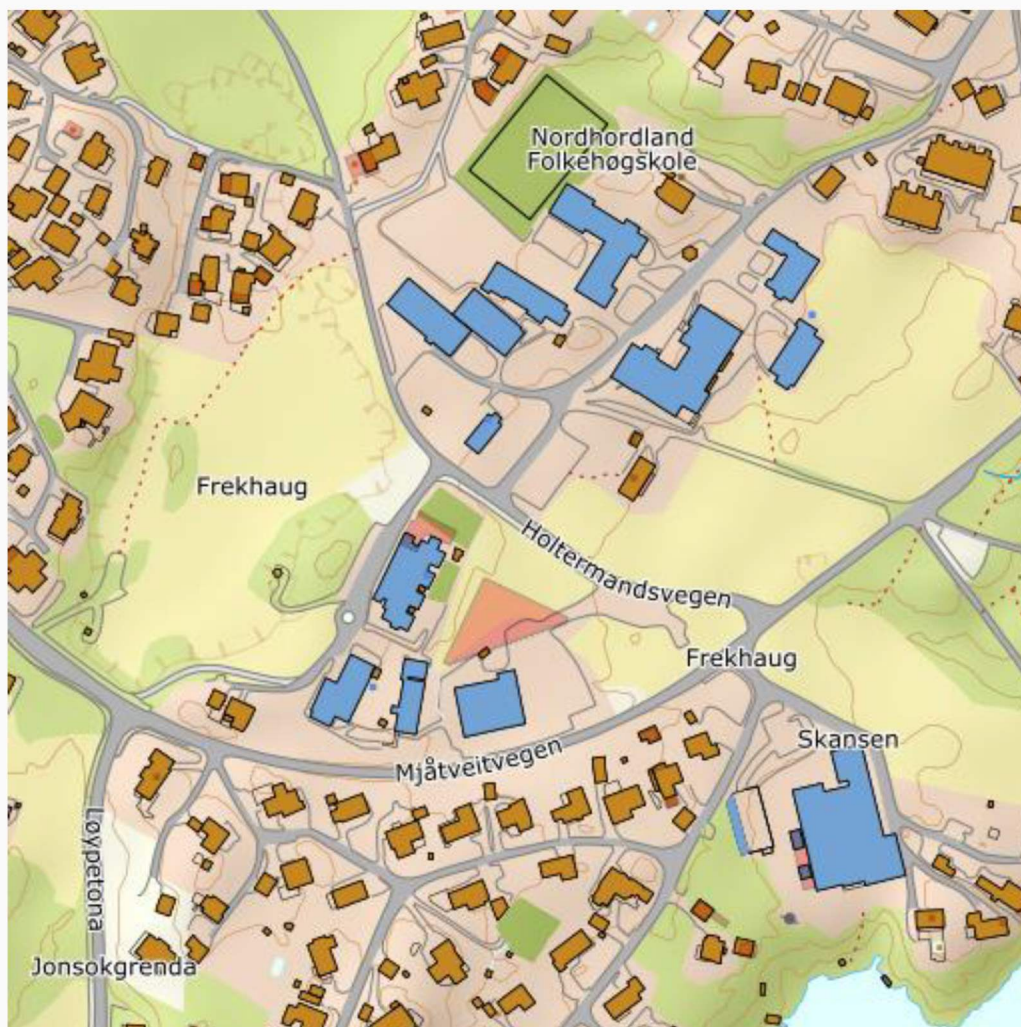 Nordhordland
Folkehøgskole
Frekhaug
Holtermandsvegen
Frekhaug
Skansen
Mjåtveitvegen
Løypetona
Jonsokgrenda